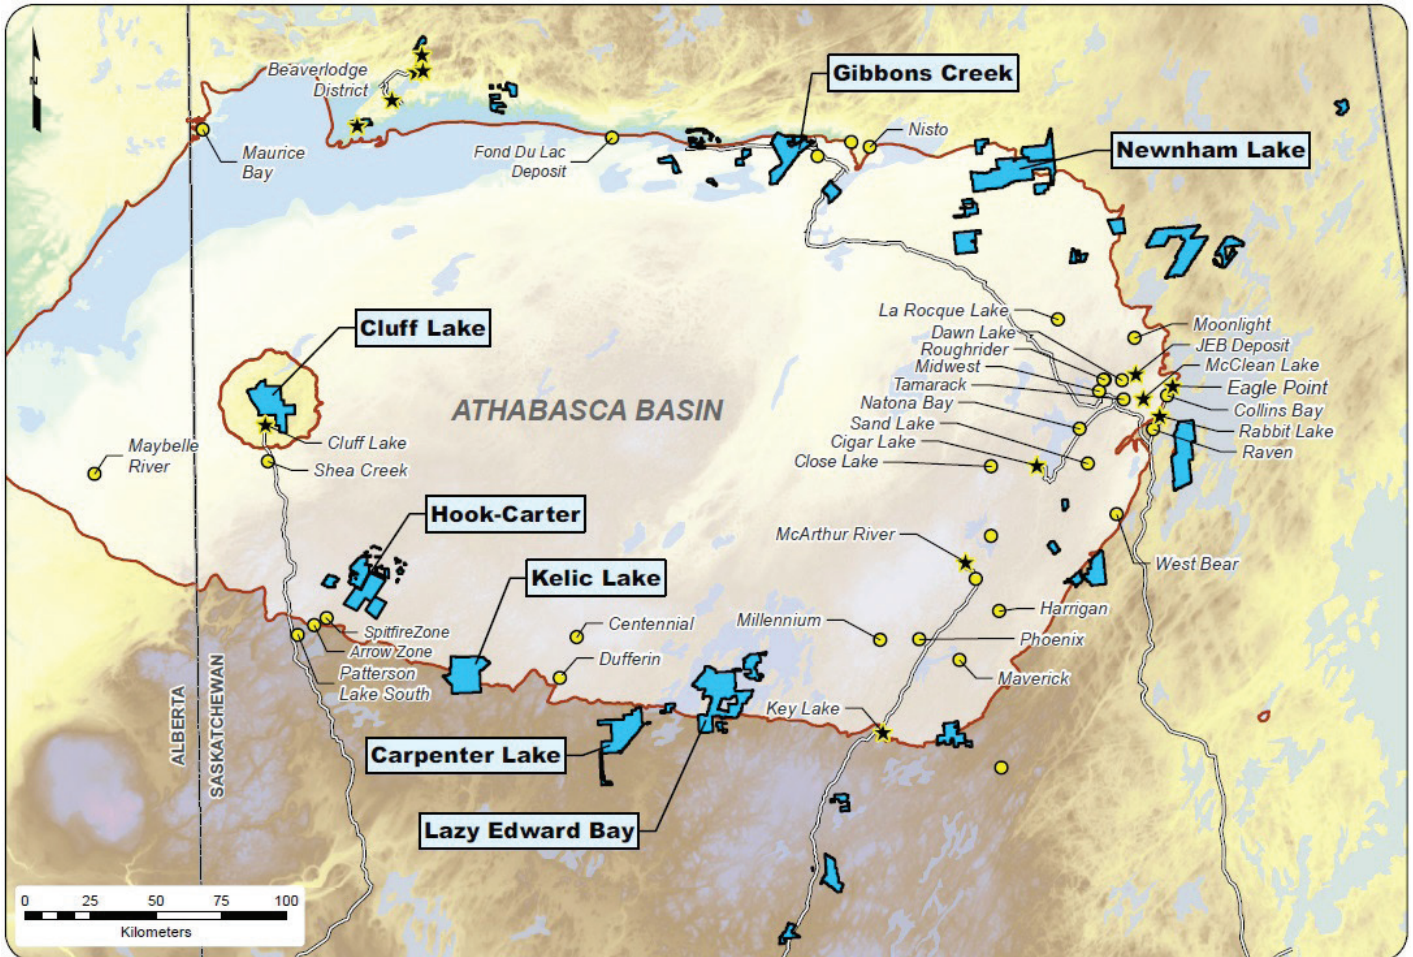 N
Beaverlodge
District
Gibbons Creek
Maurice
Bay
Fond Du Lac
Deposit
Nisto
Newnham Lake
Cluff Lake
La Rocque Lake
Dawn Lake
Roughrider
Midwest
Tamarack
Natona Bay
Sand Lake
Cigar Lake
Close Lake
Moonlight
JEB Deposit
McClean Lake
Eagle Point
Collins Bay
Rabbit Lake
Raven
ATHABASCA BASIN
Maybelle
River
Cluff Lake
Shea Creek
Hook-Carter
McArthur River
West Bear
Kelic Lake
Centennial
Millennium
Harrigan
Phoenix
Maverick
SpitfireZone
Arrow Zone
Patterson
Lake South
Dufferin
Key Lake
ALBERTA
SASKATCHEWAN
Carpenter Lake
Lazy Edward Bay
0 25 50 75 100
Kilometers